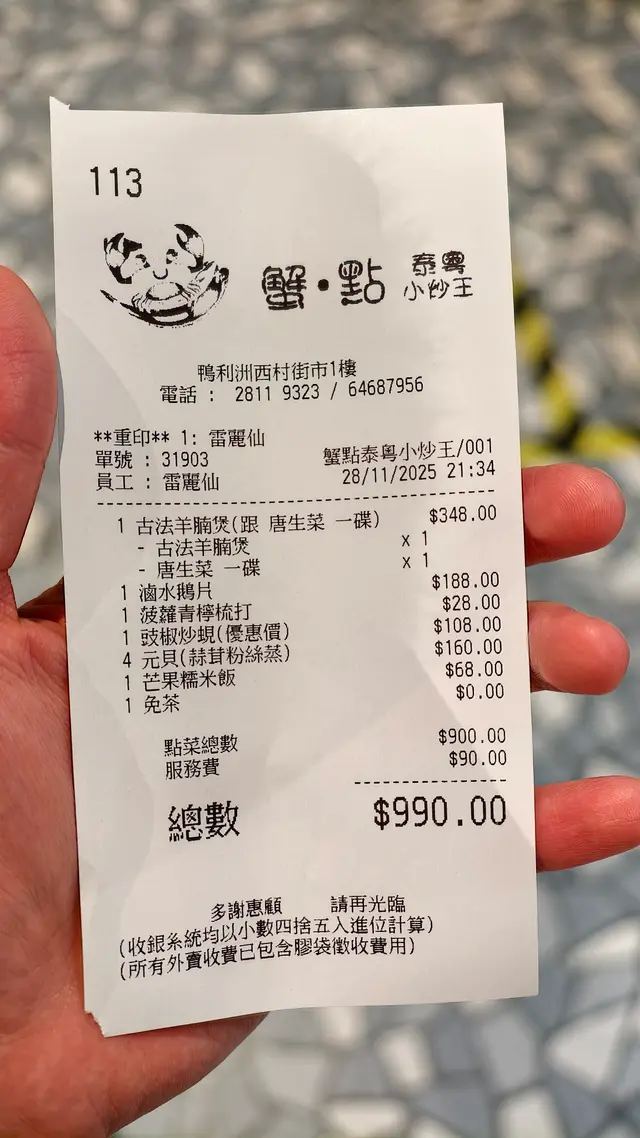 113
蟹・點 泰粵小炒王
鴨利洲西村街市1樓
電話 : 2811 9323 / 64687956
**重印** 1: 雷麗仙
單號 : 31903 蟹點泰粵小炒王/001
員工 : 雷麗仙 28/11/2025 21:34
1 古法羊腩煲(跟 唐生菜 一碟) $348.00
- 古法羊腩煲 x 1
- 唐生菜 一碟 x 1
1 滷水鵝片 $188.00
1 菠蘿青檸梳打 $28.00
1 豉椒炒蜆(優惠價) $108.00
4 元貝(蒜茸粉絲蒸) $160.00
1 芒果糯米飯 $68.00
1 免茶 $0.00
點菜總數 $900.00
服務費 $90.00
總數 $990.00
多謝惠顧 請再光臨
(收銀系統均以小數四捨五入進位計算)
(所有外賣收費已包含膠袋徵收費用)